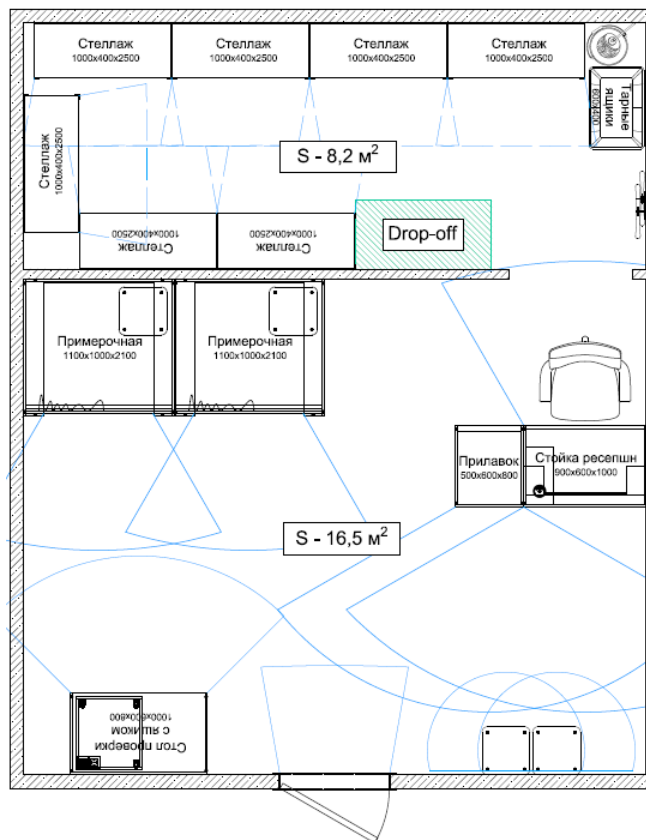 Стеллаж
1000x400x2500
Стеллаж
1000x400x2500
Стеллаж
1000x400x2500
Стеллаж
1000x400x2500
Тарные
ящики
600x400
Стеллаж
1000x400x2500
S - 8,2 м²
Стеллаж
1000x400x2500
Стеллаж
1000x400x2500
Drop-off
Примерочная
1100x1000x2100
Примерочная
1100x1000x2100
Прилавок
500x600x800
Стойка ресепшн
900x600x1000
S - 16,5 м²
Стол проверки
с ящиком
1000x600x800